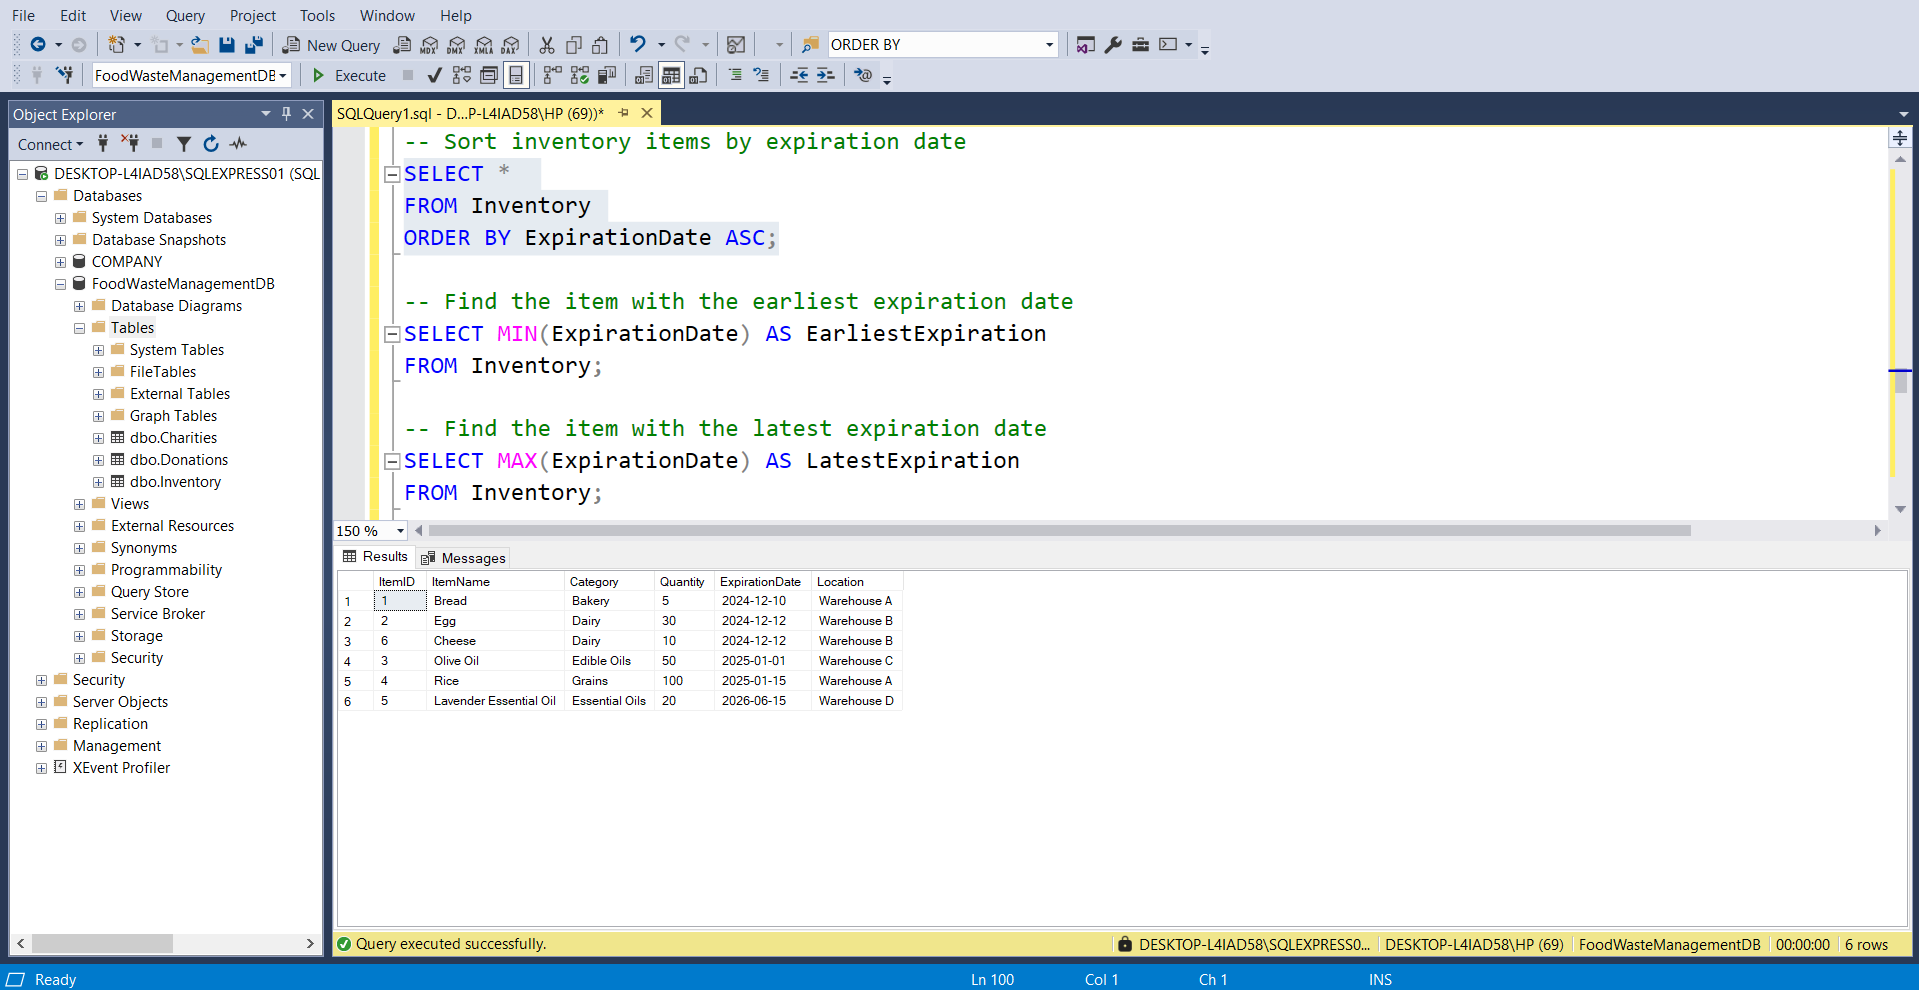 File Edit View Query Project Tools Window Help
New Query MDX DMX XMLA DAX ORDER BY
FoodWasteManagementDB Execute
Object Explorer
Connect
DESKTOP-L4IAD58\SQLEXPRESS01 (SQL
Databases
System Databases
Database Snapshots
COMPANY
FoodWasteManagementDB
Database Diagrams
Tables
System Tables
FileTables
External Tables
Graph Tables
dbo.Charities
dbo.Donations
dbo.Inventory
Views
External Resources
Synonyms
Programmability
Query Store
Service Broker
Storage
Security
Security
Server Objects
Replication
Management
XEvent Profiler
SQLQuery1.sql - D...P-L4IAD58\HP (69))*
-- Sort inventory items by expiration date
SELECT *
FROM Inventory
ORDER BY ExpirationDate ASC;
-- Find the item with the earliest expiration date
SELECT MIN(ExpirationDate) AS EarliestExpiration
FROM Inventory;
-- Find the item with the latest expiration date
SELECT MAX(ExpirationDate) AS LatestExpiration
FROM Inventory;
150 %
Results Messages
ItemID ItemName Category Quantity ExpirationDate Location
1 1 Bread Bakery 5 2024-12-10 Warehouse A
2 2 Egg Dairy 30 2024-12-12 Warehouse B
3 6 Cheese Dairy 10 2024-12-12 Warehouse B
4 3 Olive Oil Edible Oils 50 2025-01-01 Warehouse C
5 4 Rice Grains 100 2025-01-15 Warehouse A
6 5 Lavender Essential Oil Essential Oils 20 2026-06-15 Warehouse D
Query executed successfully. DESKTOP-L4IAD58\SQLEXPRESS0... DESKTOP-L4IAD58\HP (69) FoodWasteManagementDB 00:00:00 6 rows
Ready Ln 100 Col 1 Ch 1 INS